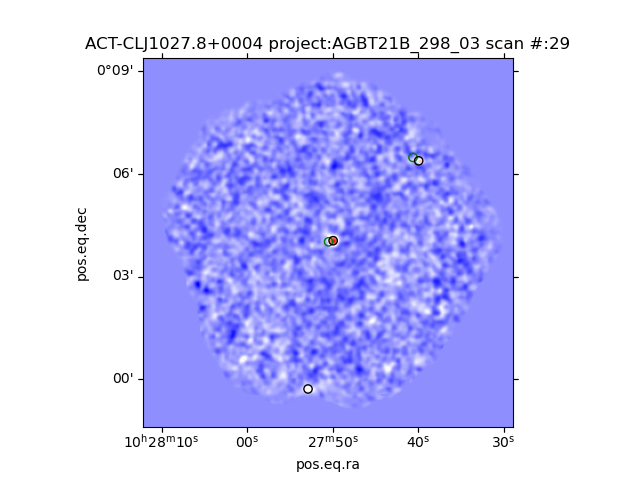 ACT-CLJ1027.8+0004 project:AGBT21B_298_03 scan #:29
0°09'
06'
03'
00'
pos.eq.dec
10ʰ28ᵐ10ˢ 00ˢ 27ᵐ50ˢ 40ˢ 30ˢ
pos.eq.ra